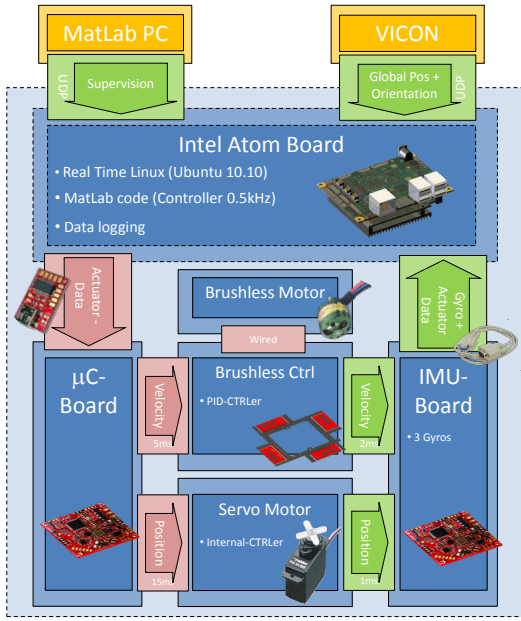 MatLab PC
VICON
UDP
Supervision
Global Pos +
Orientation
UDP
Intel Atom Board
• Real Time Linux (Ubuntu 10.10)
• MatLab code (Controller 0.5kHz)
• Data logging
Actuator -
Data
Brushless Motor
Gyro +
Actuator
Data
Wired
μC-
Board
Velocity
5ms
Brushless Ctrl
• PID-CTRLer
Velocity
2ms
IMU-
Board
• 3 Gyros
Position
15ms
Servo Motor
• Internal-CTRLer
Position
1ms